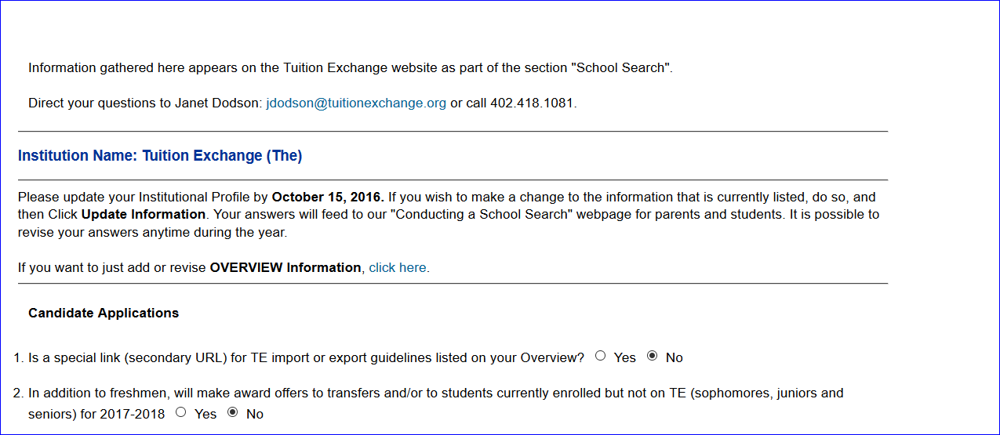 Information gathered here appears on the Tuition Exchange website as part of the section "School Search".
Direct your questions to Janet Dodson: jdodson@tuitionexchange.org or call 402.418.1081.
Institution Name: Tuition Exchange (The)
Please update your Institutional Profile by October 15, 2016. If you wish to make a change to the information that is currently listed, do so, and
then Click Update Information. Your answers will feed to our "Conducting a School Search" webpage for parents and students. It is possible to
revise your answers anytime during the year.
If you want to just add or revise OVERVIEW Information, click here.
Candidate Applications
1. Is a special link (secondary URL) for TE import or export guidelines listed on your Overview? Yes No
2. In addition to freshmen, will make award offers to transfers and/or to students currently enrolled but not on TE (sophomores, juniors and
seniors) for 2017-2018 Yes No